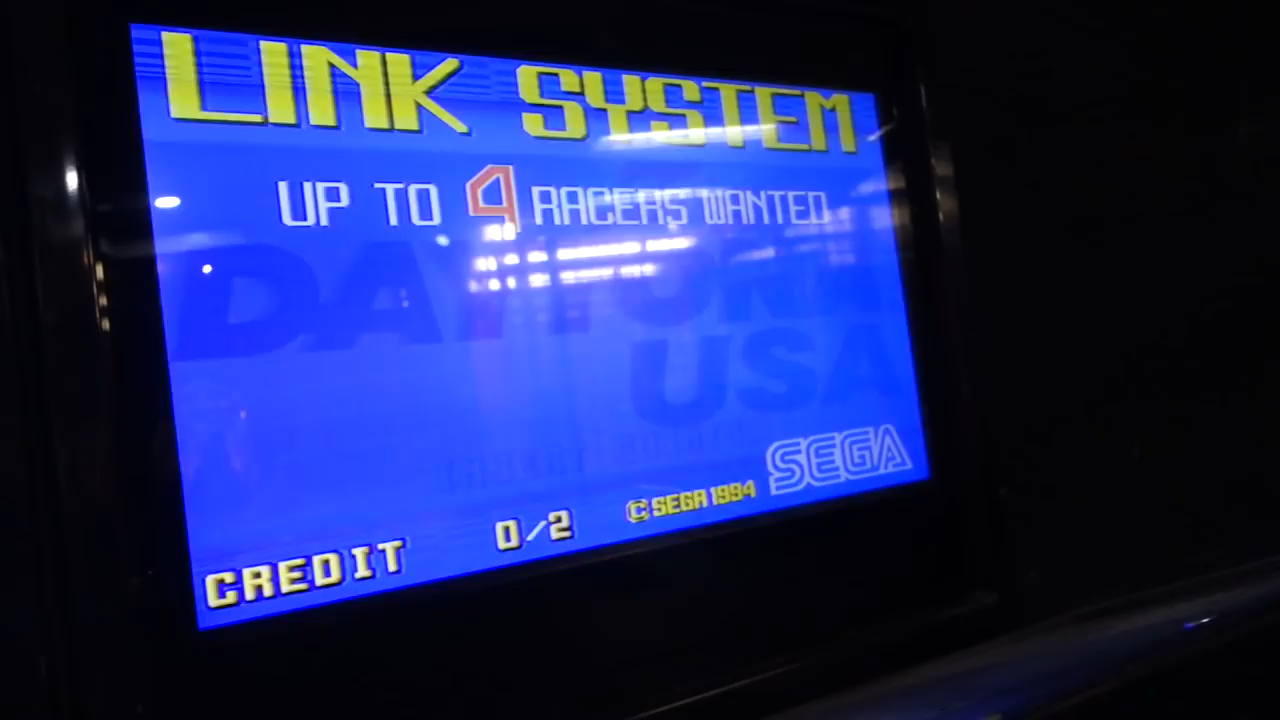 LINK SYSTEM
UP TO 4 RACERS WANTED
DAYTONA
USA
SEGA
© SEGA 1994
CREDIT 0/2